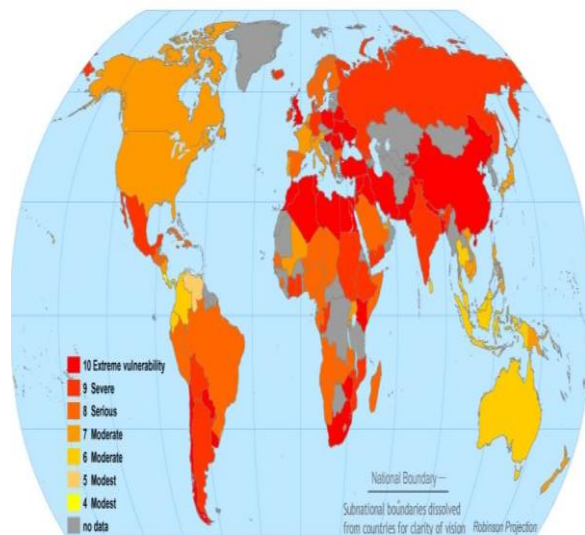 10 Extreme vulnerability
9 Severe
8 Serious
7 Moderate
6 Moderate
5 Modest
4 Modest
no data
National Boundary
Subnational boundaries dissolved
from countries for clarity of vision
Robinson Projection